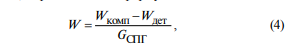 W = (Wкомп − Wдет) / GСПГ, (4)